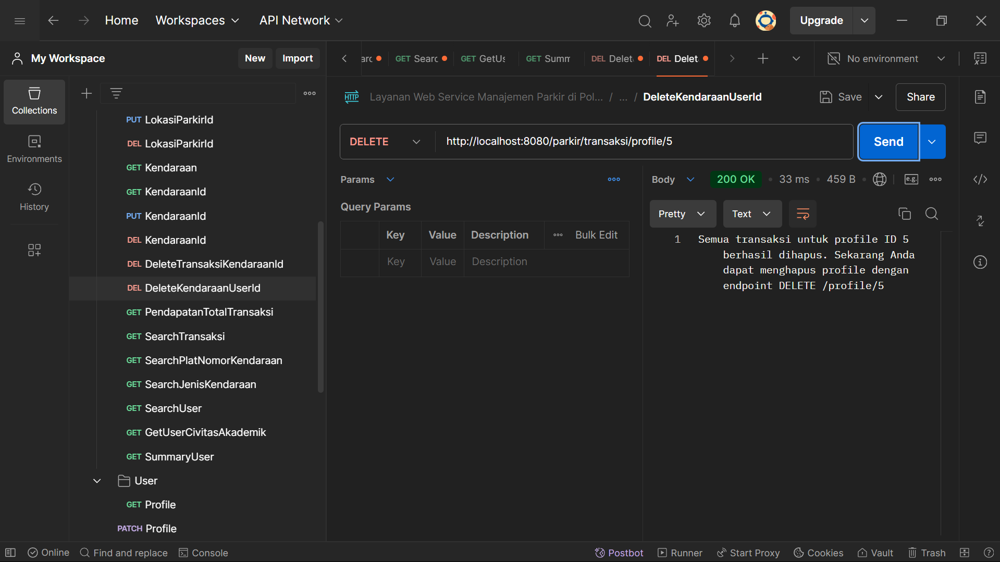 Home
Workspaces
API Network
Upgrade
My Workspace
New
Import
arc
GET Searc
GET GetUs
GET Summ
DEL Delet
DEL Delet
No environment
Collections
Environments
History
PUT LokasiParkirId
DEL LokasiParkirId
GET Kendaraan
GET KendaraanId
PUT KendaraanId
DEL KendaraanId
DEL DeleteTransaksiKendaraanId
DEL DeleteKendaraanUserId
GET PendapatanTotalTransaksi
GET SearchTransaksi
GET SearchPlatNomorKendaraan
GET SearchJenisKendaraan
GET SearchUser
GET GetUserCivitasAkademik
GET SummaryUser
User
GET Profile
PATCH Profile
HTTP Layanan Web Service Manajemen Parkir di Pol... / ... / DeleteKendaraanUserId
Save
Share
DELETE
http://localhost:8080/parkir/transaksi/profile/5
Send
Params
Query Params
Key Value Description Bulk Edit
Key Value Description
Body
200 OK
33 ms
459 B
e.g.
Pretty
Text
1 Semua transaksi untuk profile ID 5
berhasil dihapus. Sekarang Anda
dapat menghapus profile dengan
endpoint DELETE /profile/5
Online
Find and replace
Console
Postbot
Runner
Start Proxy
Cookies
Vault
Trash